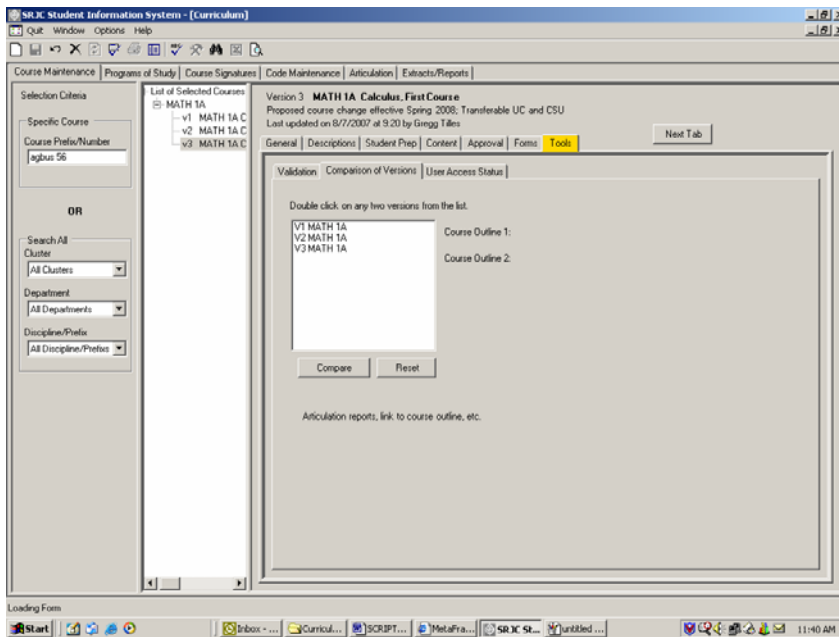 SRJC Student Information System - [Curriculum]
Quit Window Options Help
Course Maintenance Programs of Study Course Signatures Code Maintenance Articulation Extracts/Reports
Selection Criteria
Specific Course
Course Prefix/Number
agbus 56
OR
Search All
Cluster
All Clusters
Department
All Departments
Discipline/Prefix
All Discipline/Prefixs
List of Selected Courses
MATH 1A
v1 MATH 1A C
v2 MATH 1A C
v3 MATH 1A C
Version 3 MATH 1A Calculus, First Course
Proposed course change effective Spring 2008; Transferable UC and CSU
Last updated on 8/7/2007 at 9:20 by Gregg Tilles
Next Tab
General Descriptions Student Prep Content Approval Forms Tools
Validation Comparison of Versions User Access Status
Double click on any two versions from the list.
V1 MATH 1A
V2 MATH 1A
V3 MATH 1A
Course Outline 1:
Course Outline 2:
Compare Reset
Articulation reports, link to course outline, etc.
Loading Form
Start Inbox - ... Curricul... SCRIPT... MetaFra... SRJC St... untitled ... 11:40 AM